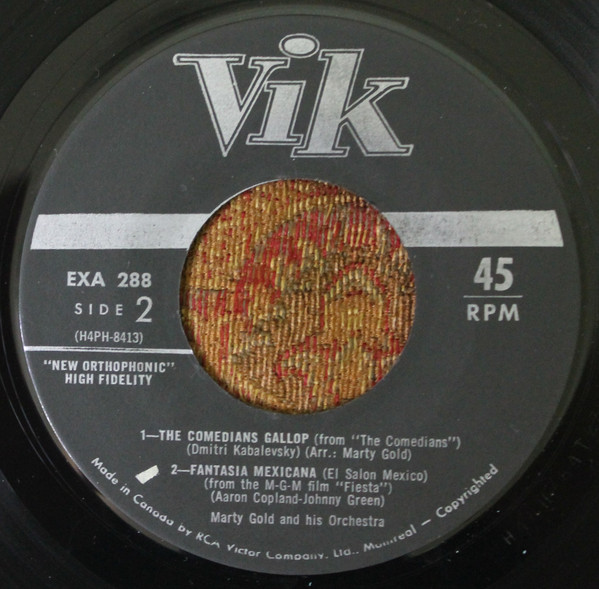 Vik
EXA 288
SIDE 2
(H4PH-8413)
"NEW ORTHOPHONIC"
HIGH FIDELITY
45
RPM
1—THE COMEDIANS GALLOP (from "The Comedians")
(Dmitri Kabalevsky) (Arr.: Marty Gold)
2—FANTASIA MEXICANA (El Salon Mexico)
(from the M-G-M film "Fiesta")
(Aaron Copland-Johnny Green)
Marty Gold and his Orchestra
Made in Canada by RCA Victor Company, Ltd., Montreal — Copyrighted